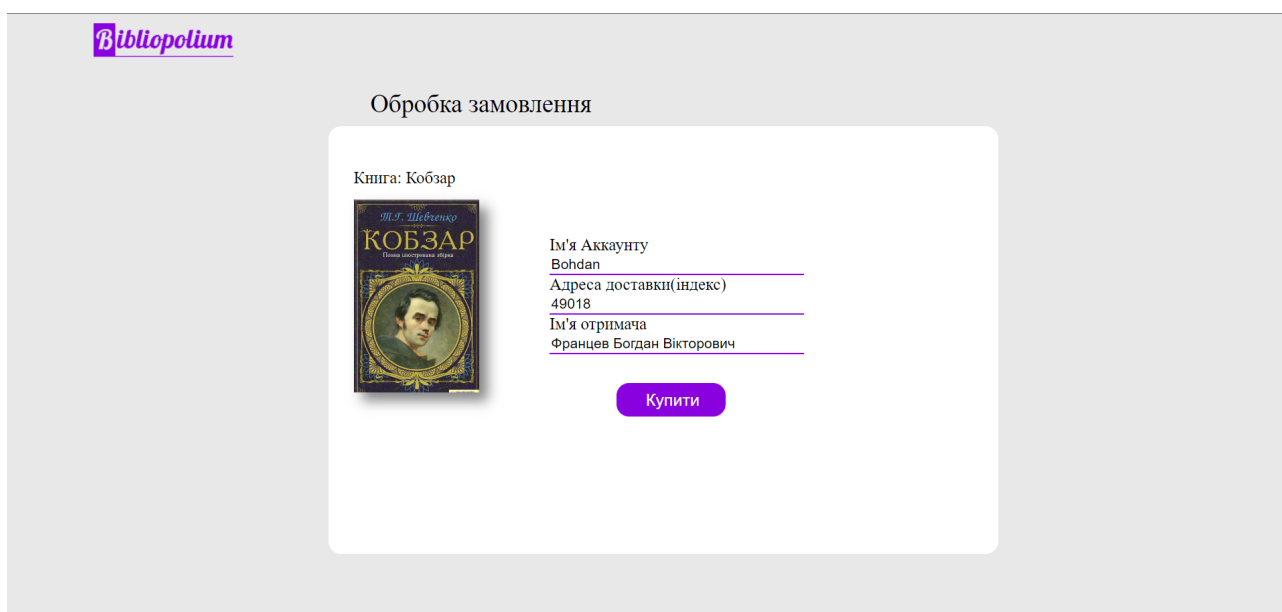 Bibliopolium
Обробка замовлення
Книга: Кобзар
Т.Г. Шевченко
КОБЗАР
Повна ілюстрована збірка
Ім'я Аккаунту
Bohdan
Адреса доставки(індекс)
49018
Ім'я отримача
Францев Богдан Вікторович
Купити